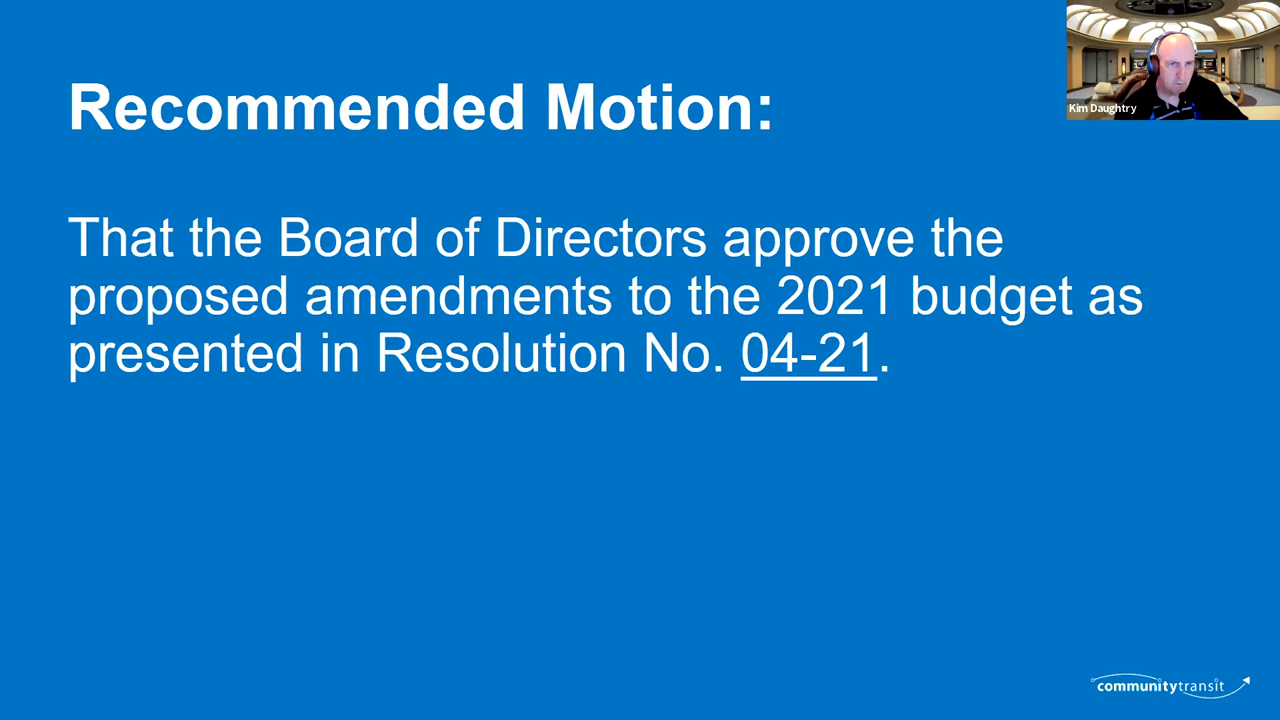 Recommended Motion:
Kim Daughtry
That the Board of Directors approve the
proposed amendments to the 2021 budget as
presented in Resolution No. 04-21.
communitytransit